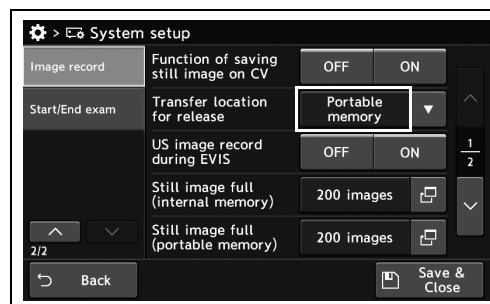 > System setup
Image record
Start/End exam
2/2
Function of saving
still image on CV
OFF ON
Transfer location
for release
Portable
memory
US image record
during EVIS
OFF ON
Still image full
(internal memory)
200 images
Still image full
(portable memory)
200 images
1
2
Back
Save &
Close